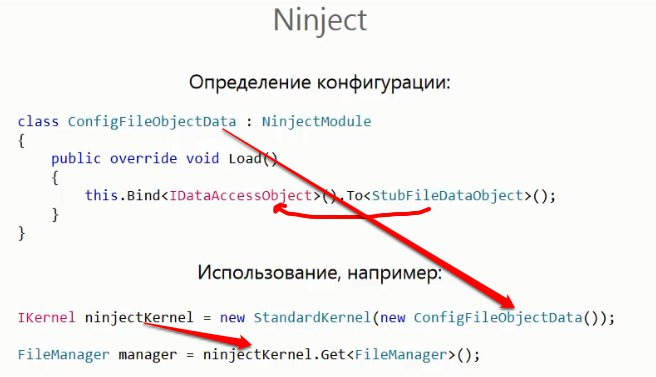 Ninject
Определение конфигурации:
class ConfigFileObjectData : NinjectModule
{
public override void Load()
{
this.Bind<IDataAccessObject>().To<StubFileDataObject>();
}
}
Использование, например:
IKernel ninjectKernel = new StandardKernel(new ConfigFileObjectData());
FileManager manager = ninjectKernel.Get<FileManager>();